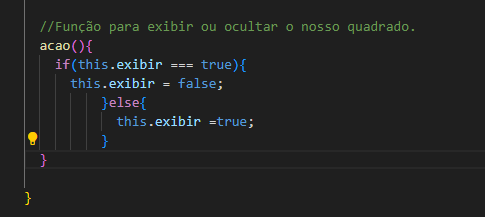 //Função para exibir ou ocultar o nosso quadrado.
acao(){
if(this.exibir === true){
this.exibir = false;
}else{
this.exibir =true;
}
}
}